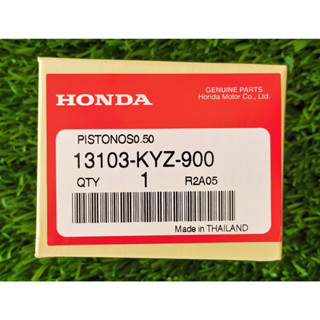 GENUINE PARTS
Honda Motor Co., Ltd.
HONDA
PISTONOS0.50
13103-KYZ-900
QTY 1 R2A05
Made in THAILAND